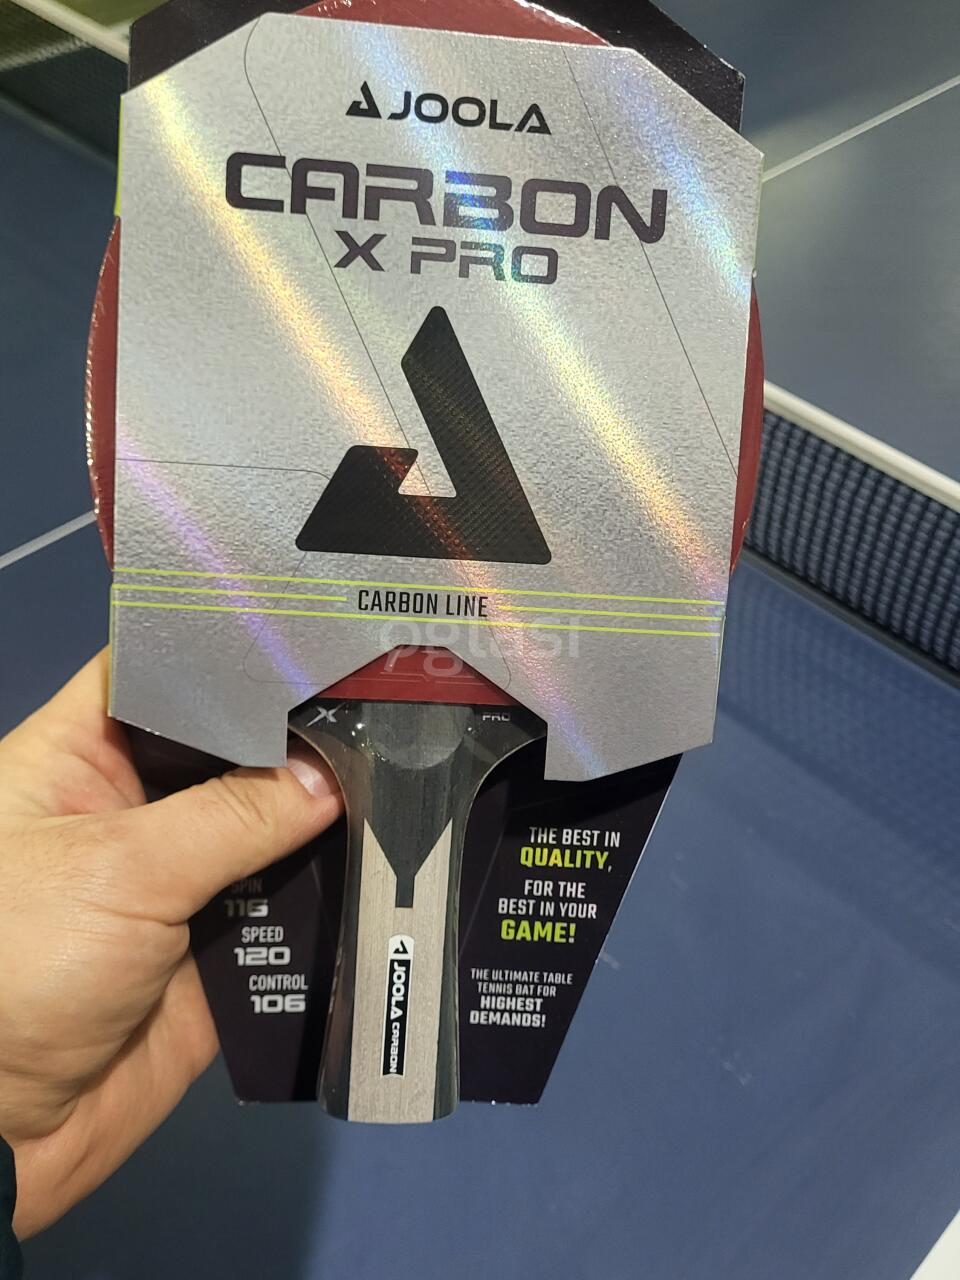 JOOLA
CARBON
X PRO
CARBON LINE
X PRO
SPIN
116
SPEED
120
CONTROL
106
JOOLA CARBON
THE BEST IN
QUALITY,
FOR THE
BEST IN YOUR
GAME!
THE ULTIMATE TABLE
TENNIS BAT FOR
HIGHEST
DEMANDS!